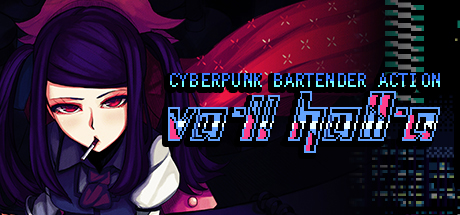 CYBERPUNK BARTENDER ACTION
va-11 hall-a